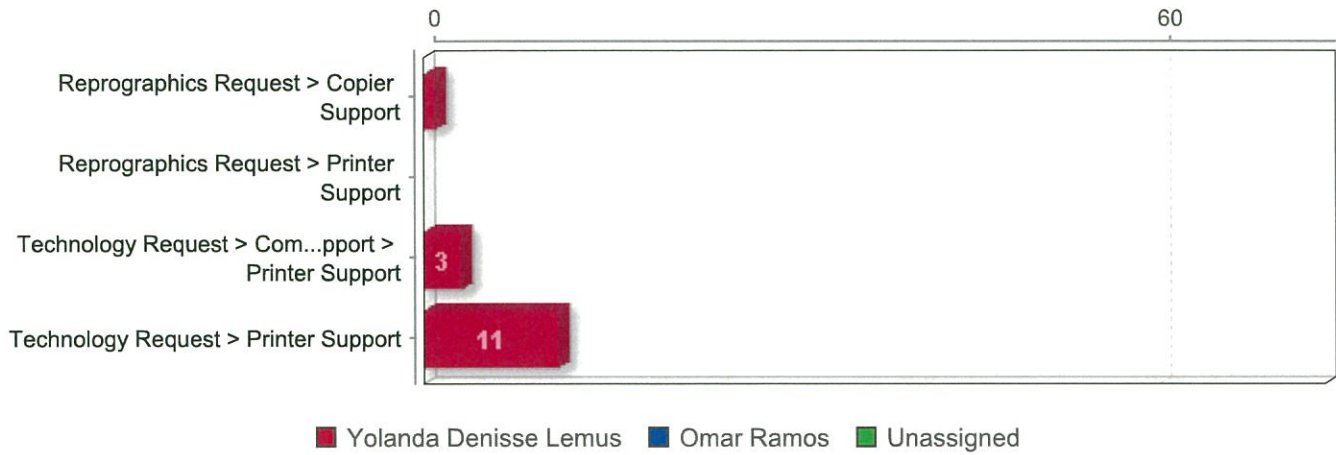 0 60
Reprographics Request > Copier
Support
Reprographics Request > Printer
Support
Technology Request > Com...pport >
Printer Support
3
Technology Request > Printer Support
11
Yolanda Denisse Lemus Omar Ramos Unassigned